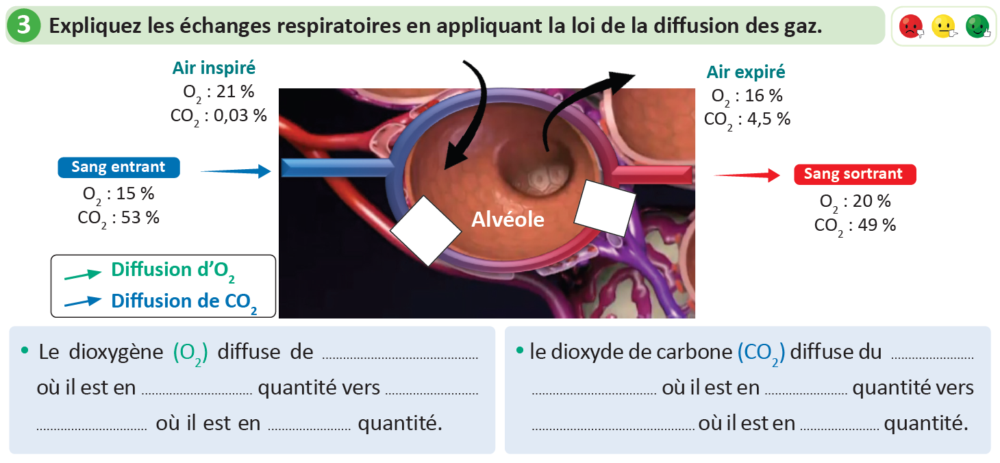 3 Expliquez les échanges respiratoires en appliquant la loi de la diffusion des gaz.
Air inspiré
O₂ : 21 %
CO₂ : 0,03 %
Air expiré
O₂ : 16 %
CO₂ : 4,5 %
Sang entrant
O₂ : 15 %
CO₂ : 53 %
Sang sortrant
O₂ : 20 %
CO₂ : 49 %
Alvéole
Diffusion d’O₂
Diffusion de CO₂
• Le dioxygène (O₂) diffuse de ..............................
où il est en ..................... quantité vers ..................
..................... où il est en ................ quantité.
• le dioxyde de carbone (CO₂) diffuse du ................
........................ où il est en ................ quantité vers
............................... où il est en ............... quantité.